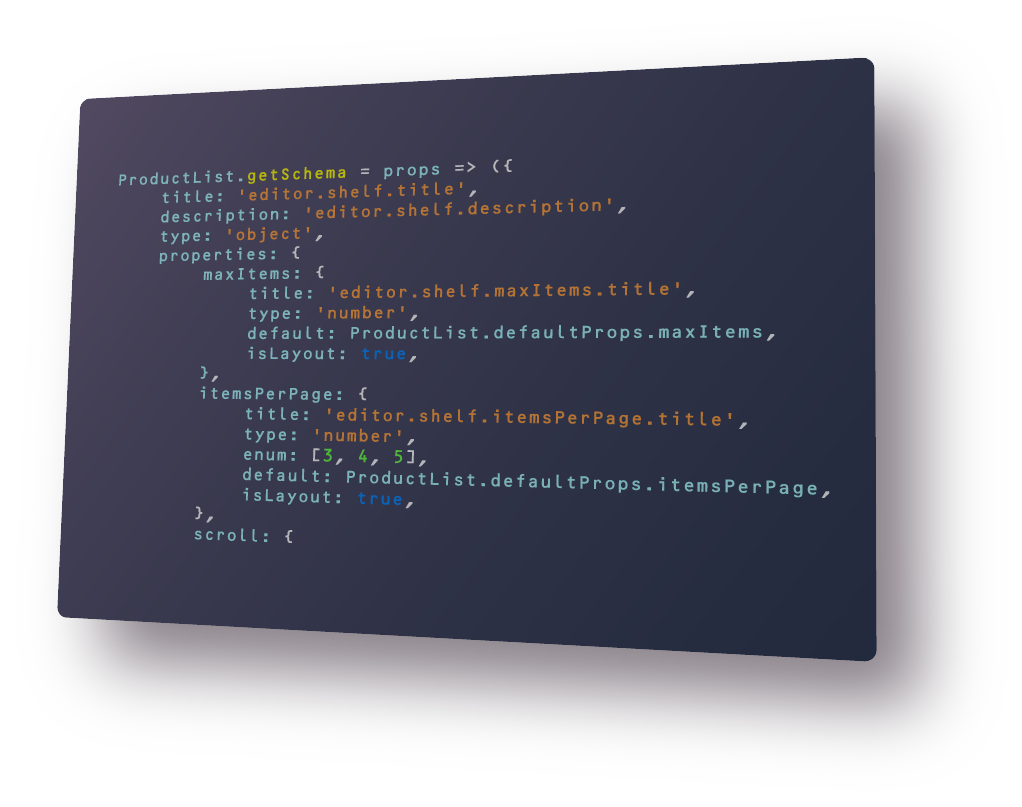 ProductList.getSchema = props => ({
title: 'editor.shelf.title',
description: 'editor.shelf.description',
type: 'object',
properties: {
maxItems: {
title: 'editor.shelf.maxItems.title',
type: 'number',
default: ProductList.defaultProps.maxItems,
isLayout: true,
},
itemsPerPage: {
title: 'editor.shelf.itemsPerPage.title',
type: 'number',
enum: [3, 4, 5],
default: ProductList.defaultProps.itemsPerPage,
isLayout: true,
},
scroll: {